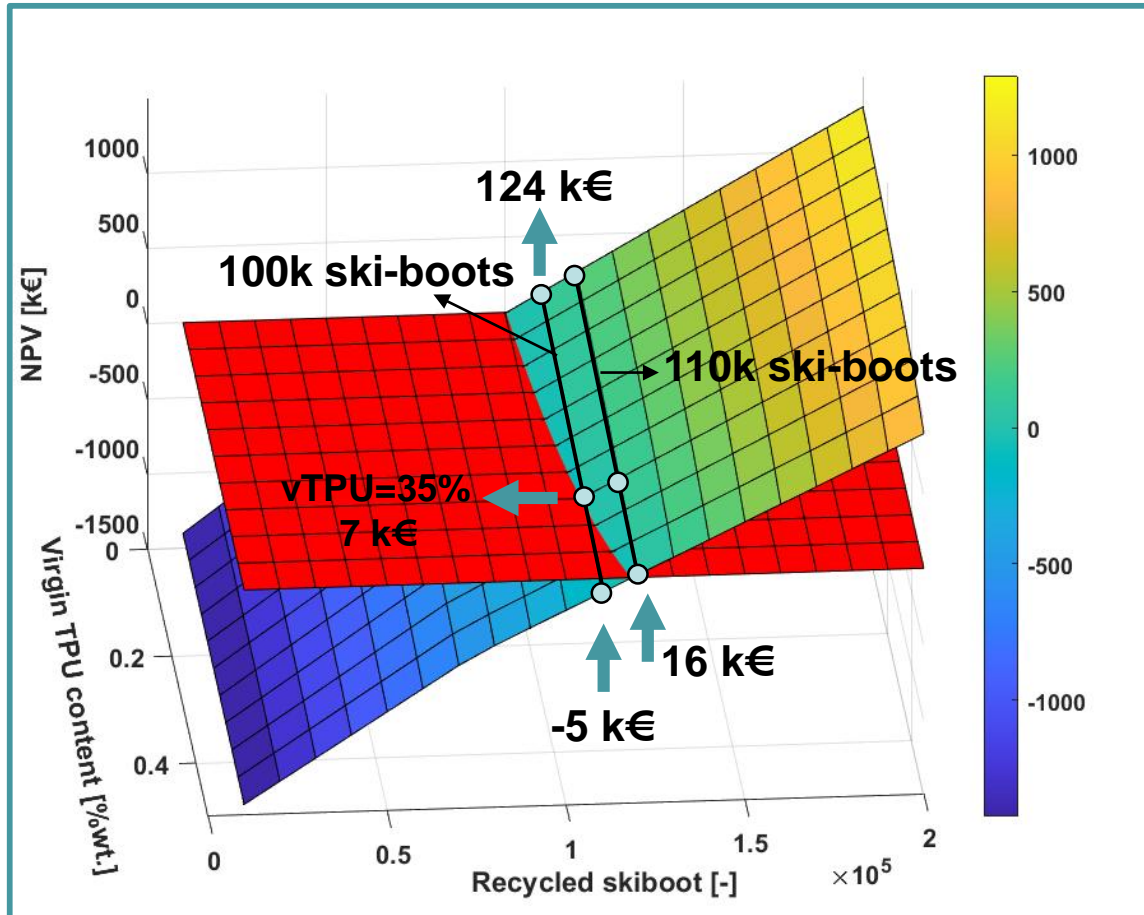 1000
500
0
-500
-1000
-1500
NPV [k€]
124 k€
100k ski-boots
110k ski-boots
vTPU=35%
7 k€
16 k€
-5 k€
0
0.2
0.4
Virgin TPU content [%wt.]
0
0.5
1
1.5
2
×10⁵
Recycled skiboot [-]
1000
500
0
-500
-1000